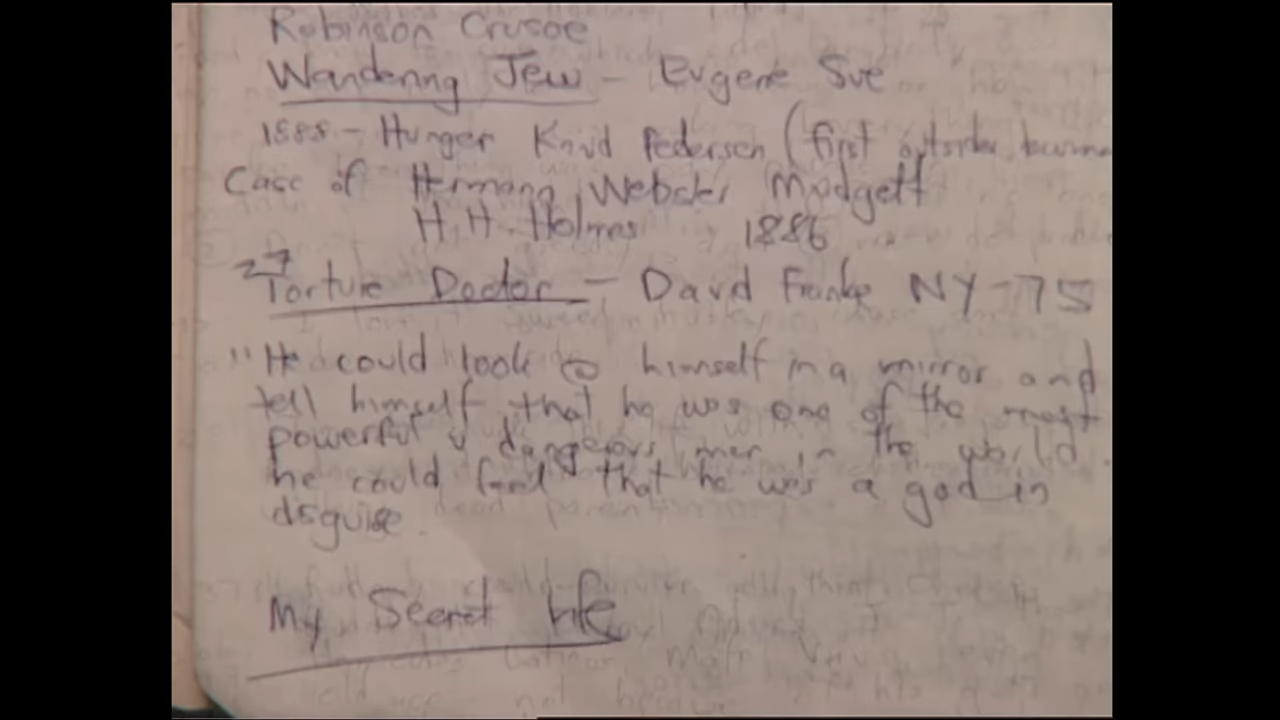 Robinson Crusoe
Wandering Jew - Eugene Sue
1888 - Hunger Knud Pedersen (first outsider
Case of Hermann Webster Mudgett
H. H. Holmes 1886
27
Torture Doctor - David Franke NY - 75
"He could look @ himself in a mirror and
tell himself that he was one of the most
powerful & dangerous men in the world.
he could feel that he was a god in
disguise.
My Secret Life